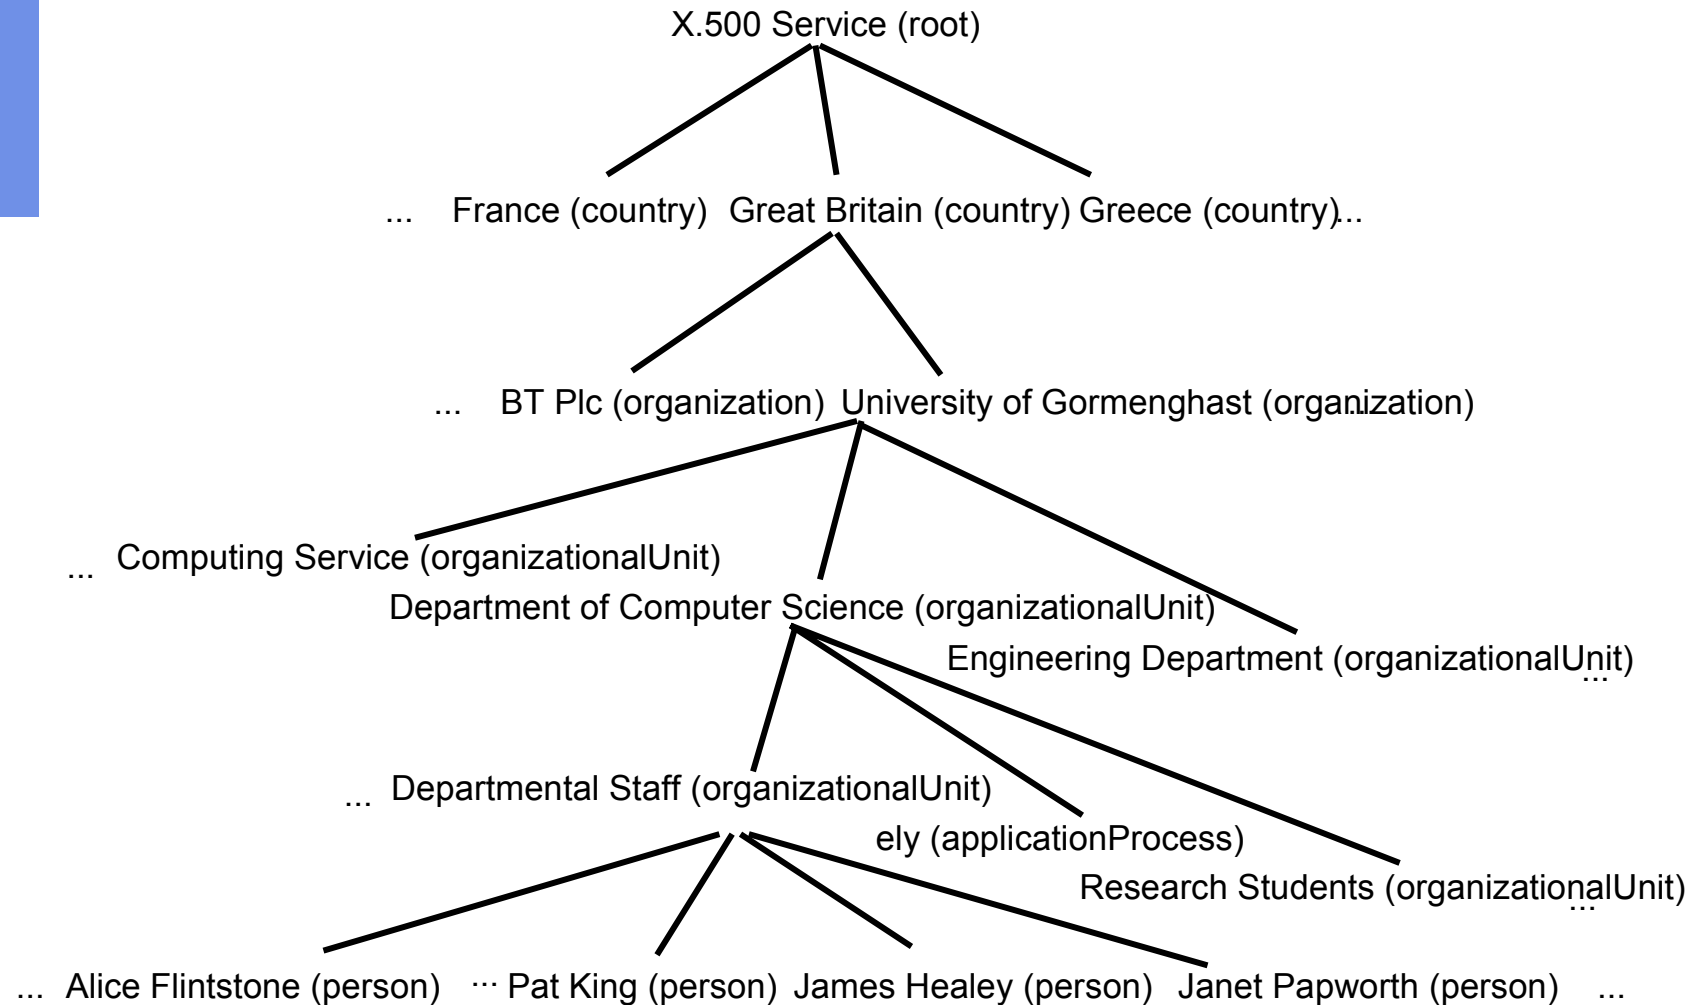 X.500 Service (root)
... France (country) Great Britain (country) Greece (country)...
... BT Plc (organization) University of Gormenghast (organization) ...
... Computing Service (organizationalUnit)
Department of Computer Science (organizationalUnit)
Engineering Department (organizationalUnit)
...
... Departmental Staff (organizationalUnit)
ely (applicationProcess)
Research Students (organizationalUnit)
...
... Alice Flintstone (person) ... Pat King (person) James Healey (person) Janet Papworth (person) ...